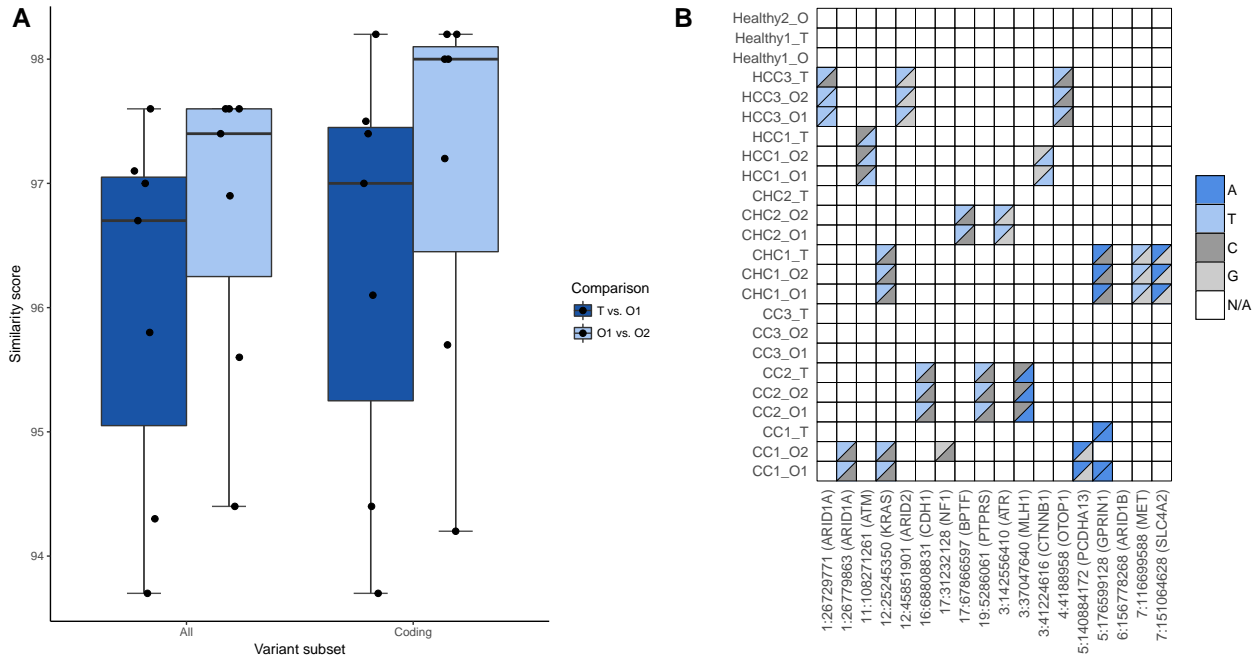 A
Similarity score
98
97
96
95
94
All
Coding
Variant subset
Comparison
T vs. O1
O1 vs. O2
B
Healthy2_O
Healthy1_T
Healthy1_O
HCC3_T
HCC3_O2
HCC3_O1
HCC1_T
HCC1_O2
HCC1_O1
CHC2_T
CHC2_O2
CHC2_O1
CHC1_T
CHC1_O2
CHC1_O1
CC3_T
CC3_O2
CC3_O1
CC2_T
CC2_O2
CC2_O1
CC1_T
CC1_O2
CC1_O1
1:26729771 (ARID1A)
1:26779863 (ARID1A)
11:108271261 (ATM)
12:25245350 (KRAS)
12:45851901 (ARID2)
16:68808831 (CDH1)
17:31232128 (NF1)
17:67866597 (BPTF)
19:5286061 (PTPRS)
3:142556410 (ATR)
3:37047640 (MLH1)
3:41224616 (CTNNB1)
4:4188958 (OTOP1)
5:140884172 (PCDHA13)
5:176599128 (GPRIN1)
6:156778268 (ARID1B)
7:116699588 (MET)
7:151064628 (SLC4A2)
A
T
C
G
N/A